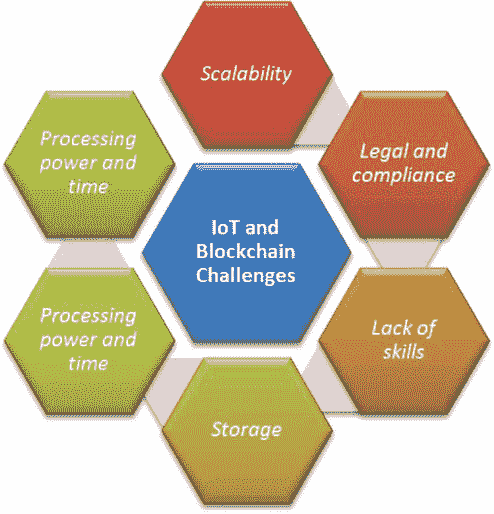 Scalability
Processing
power and
time
Legal and
compliance
IoT and
Blockchain
Challenges
Processing
power and
time
Lack of
skills
Storage